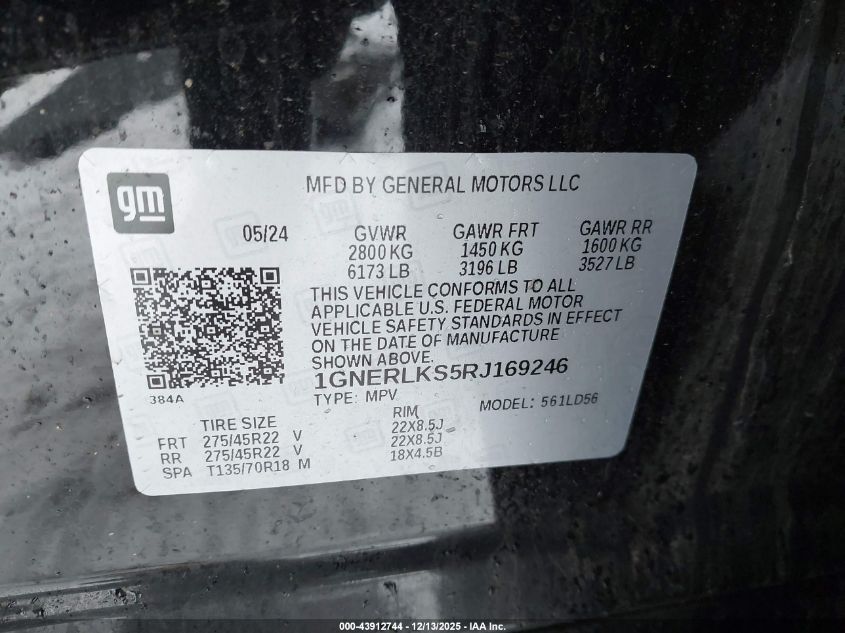 gm
MFD BY GENERAL MOTORS LLC
05/24 GVWR GAWR FRT GAWR RR
2800 KG 1450 KG 1600 KG
6173 LB 3196 LB 3527 LB
THIS VEHICLE CONFORMS TO ALL
APPLICABLE U.S. FEDERAL MOTOR
VEHICLE SAFETY STANDARDS IN EFFECT
ON THE DATE OF MANUFACTURE
SHOWN ABOVE.
1GNERLKS5RJ169246
384A
TYPE: MPV MODEL: 561LD56
TIRE SIZE RIM
FRT 275/45R22 V 22X8.5J
RR 275/45R22 V 22X8.5J
SPA T135/70R18 M 18X4.5B
000-43912744 - 12/13/2025 - IAA Inc.